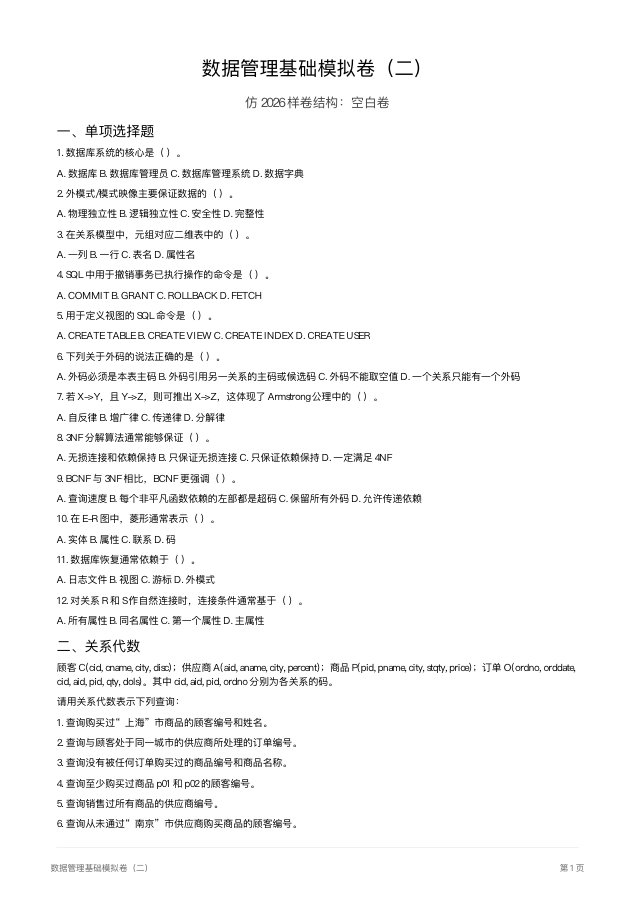 数据管理基础模拟卷（二）
仿 2026 样卷结构：空白卷
一、单项选择题
1. 数据库系统的核心是（ ）。
A. 数据库 B. 数据库管理员 C. 数据库管理系统 D. 数据字典
2. 外模式/模式映像主要保证数据的（ ）。
A. 物理独立性 B. 逻辑独立性 C. 安全性 D. 完整性
3. 在关系模型中，元组对应二维表中的（ ）。
A. 一列 B. 一行 C. 表名 D. 属性名
4. SQL 中用于撤销事务已执行操作的命令是（ ）。
A. COMMIT B. GRANT C. ROLLBACK D. FETCH
5. 用于定义视图的 SQL 命令是（ ）。
A. CREATE TABLE B. CREATE VIEW C. CREATE INDEX D. CREATE USER
6. 下列关于外码的说法正确的是（ ）。
A. 外码必须是本表主码 B. 外码引用另一关系的主码或候选码 C. 外码不能取空值 D. 一个关系只能有一个外码
7. 若 X->Y，且 Y->Z，则可推出 X->Z，这体现了 Armstrong 公理中的（ ）。
A. 自反律 B. 增广律 C. 传递律 D. 分解律
8. 3NF 分解算法通常能够保证（ ）。
A. 无损连接和依赖保持 B. 只保证无损连接 C. 只保证依赖保持 D. 一定满足 4NF
9. BCNF 与 3NF 相比，BCNF 更强调（ ）。
A. 查询速度 B. 每个非平凡函数依赖的左部都是超码 C. 保留所有外码 D. 允许传递依赖
10. 在 E-R 图中，菱形通常表示（ ）。
A. 实体 B. 属性 C. 联系 D. 码
11. 数据库恢复通常依赖于（ ）。
A. 日志文件 B. 视图 C. 游标 D. 外模式
12. 对关系 R 和 S 作自然连接时，连接条件通常基于（ ）。
A. 所有属性 B. 同名属性 C. 第一个属性 D. 主属性
二、关系代数
顾客 C(cid, cname, city, disc)；供应商 A(aid, aname, city, percent)；商品 P(pid, pname, city, stqty, price)；订单 O(ordno, orddate,
cid, aid, pid, qty, dols)。其中 cid, aid, pid, ordno 分别为各关系的码。
请用关系代数表示下列查询：
1. 查询购买过“上海”市商品的顾客编号和姓名。
2. 查询与顾客处于同一城市的供应商所处理的订单编号。
3. 查询没有被任何订单购买过的商品编号和商品名称。
4. 查询至少购买过商品 p01 和 p02 的顾客编号。
5. 查询销售过所有商品的供应商编号。
6. 查询从未通过“南京”市供应商购买商品的顾客编号。
数据管理基础模拟卷（二）
第 1 页